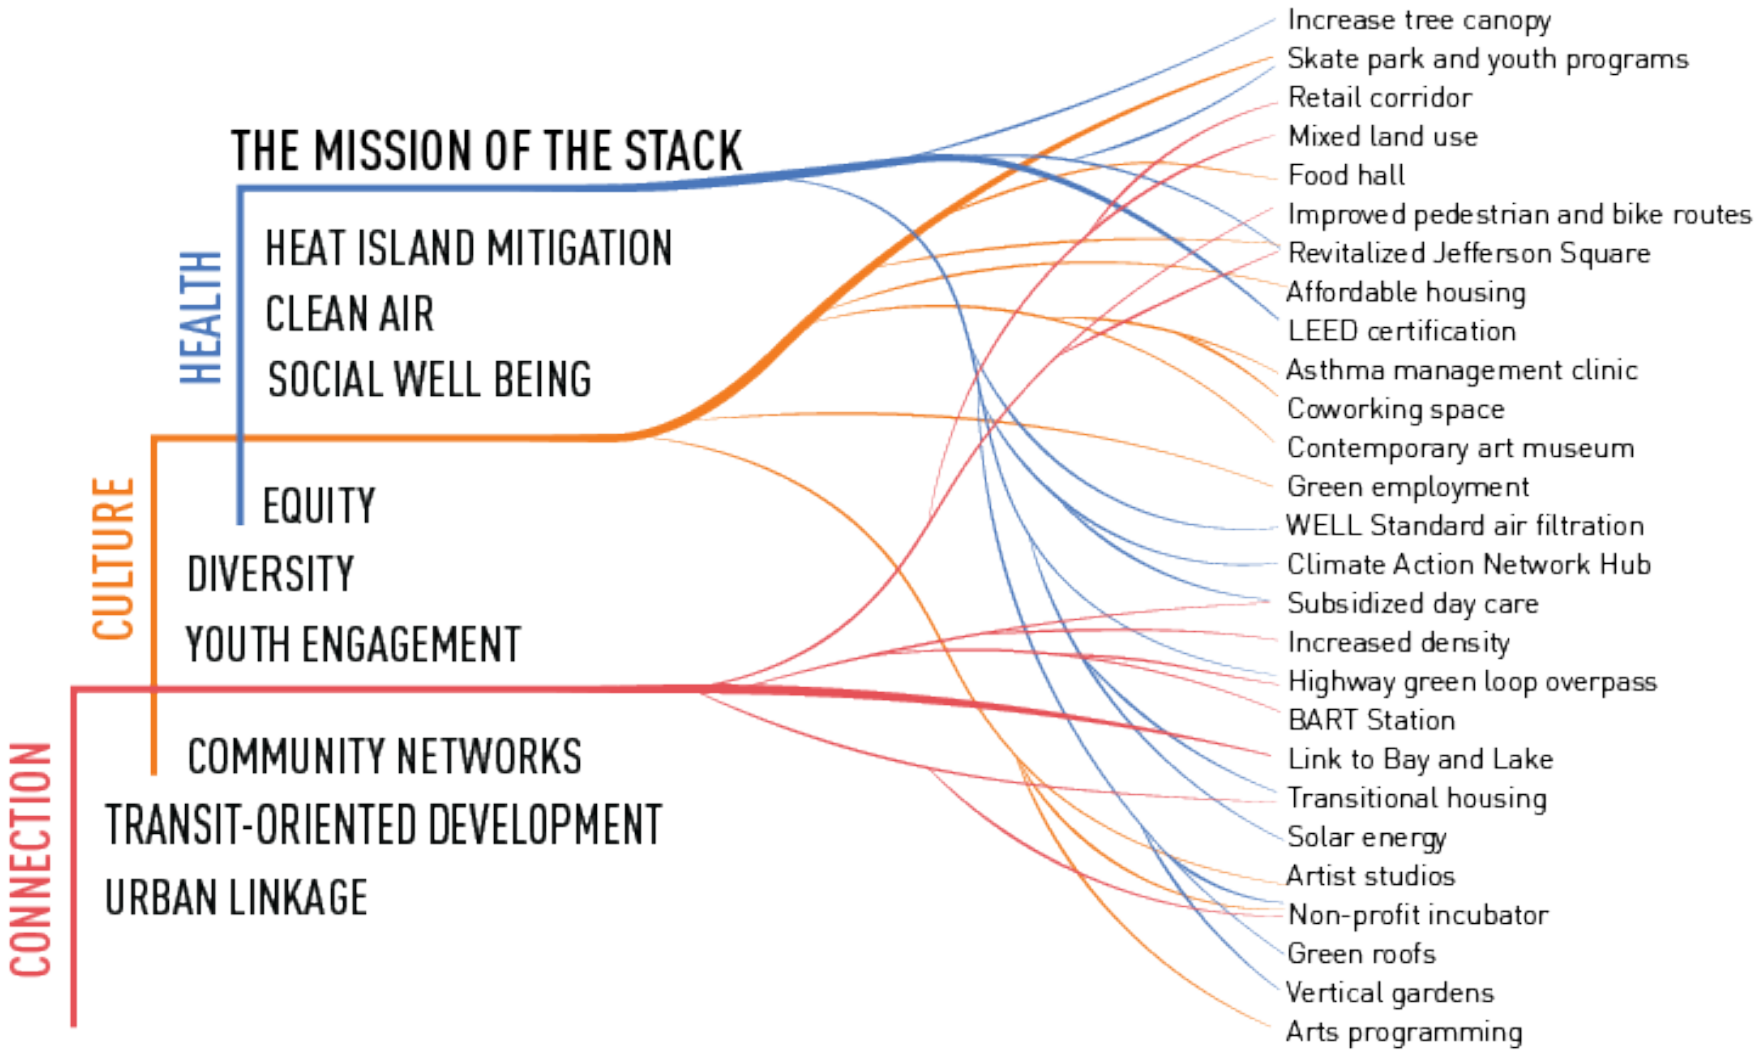 THE MISSION OF THE STACK
HEALTH
HEAT ISLAND MITIGATION
CLEAN AIR
SOCIAL WELL BEING
CULTURE
EQUITY
DIVERSITY
YOUTH ENGAGEMENT
CONNECTION
COMMUNITY NETWORKS
TRANSIT-ORIENTED DEVELOPMENT
URBAN LINKAGE
Increase tree canopy
Skate park and youth programs
Retail corridor
Mixed land use
Food hall
Improved pedestrian and bike routes
Revitalized Jefferson Square
Affordable housing
LEED certification
Asthma management clinic
Coworking space
Contemporary art museum
Green employment
WELL Standard air filtration
Climate Action Network Hub
Subsidized day care
Increased density
Highway green loop overpass
BART Station
Link to Bay and Lake
Transitional housing
Solar energy
Artist studios
Non-profit incubator
Green roofs
Vertical gardens
Arts programming